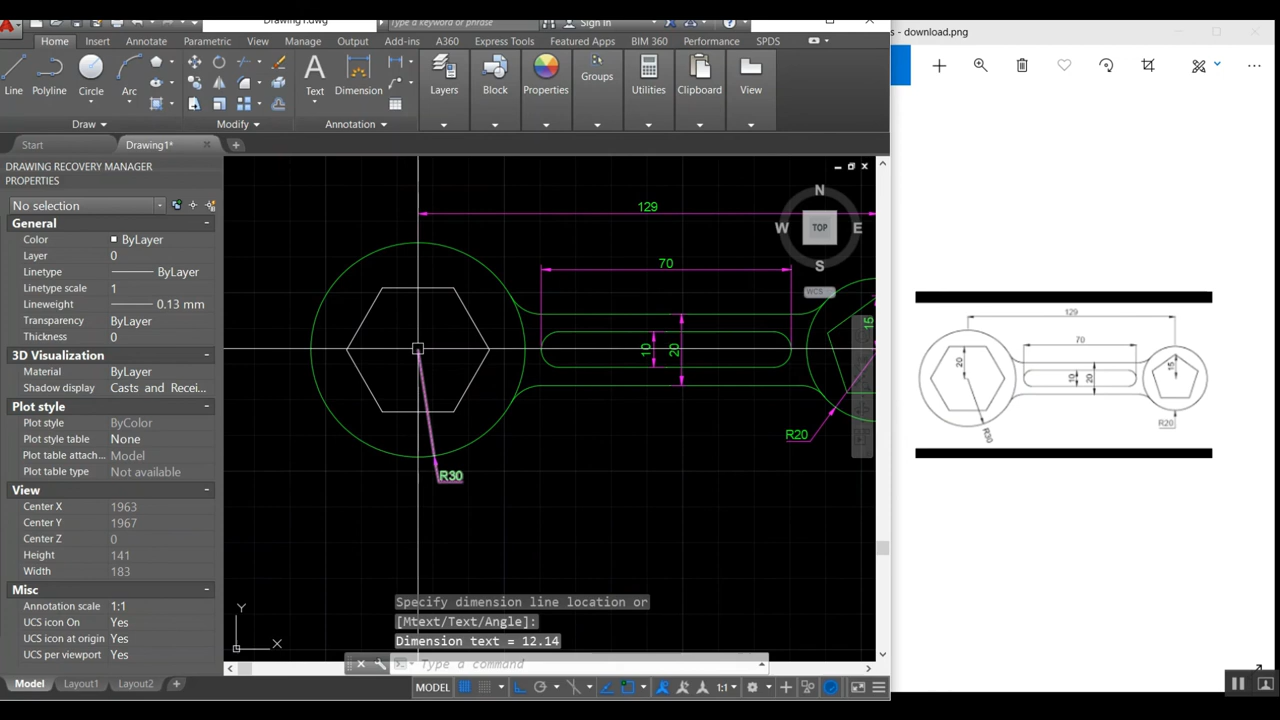 Drawing1.dwg
Type a keyword or phrase
Sign In
s - download.png
Home Insert Annotate Parametric View Manage Output Add-ins A360 Express Tools Featured Apps BIM 360 Performance SPDS
Line Polyline Circle Arc Text Dimension Layers Block Properties Groups Utilities Clipboard View
Draw Modify Annotation
Start Drawing1*
DRAWING RECOVERY MANAGER
PROPERTIES
No selection
General
Color ByLayer
Layer 0
Linetype ByLayer
Linetype scale 1
Lineweight 0.13 mm
Transparency ByLayer
Thickness 0
3D Visualization
Material ByLayer
Shadow display Casts and Recei...
Plot style
Plot style ByColor
Plot style table None
Plot table attach... Model
Plot table type Not available
View
Center X 1963
Center Y 1967
Center Z 0
Height 141
Width 183
Misc
Annotation scale 1:1
UCS icon On Yes
UCS icon at origin Yes
UCS per viewport Yes
129
70
10
20
15
R20
R30
N
W TOP E
S
WCS
Y
X
Specify dimension line location or
[Mtext/Text/Angle]:
Dimension text = 12.14
Type a command
Model Layout1 Layout2
MODEL 1:1
129
70
20
10
20
15
R30
R20